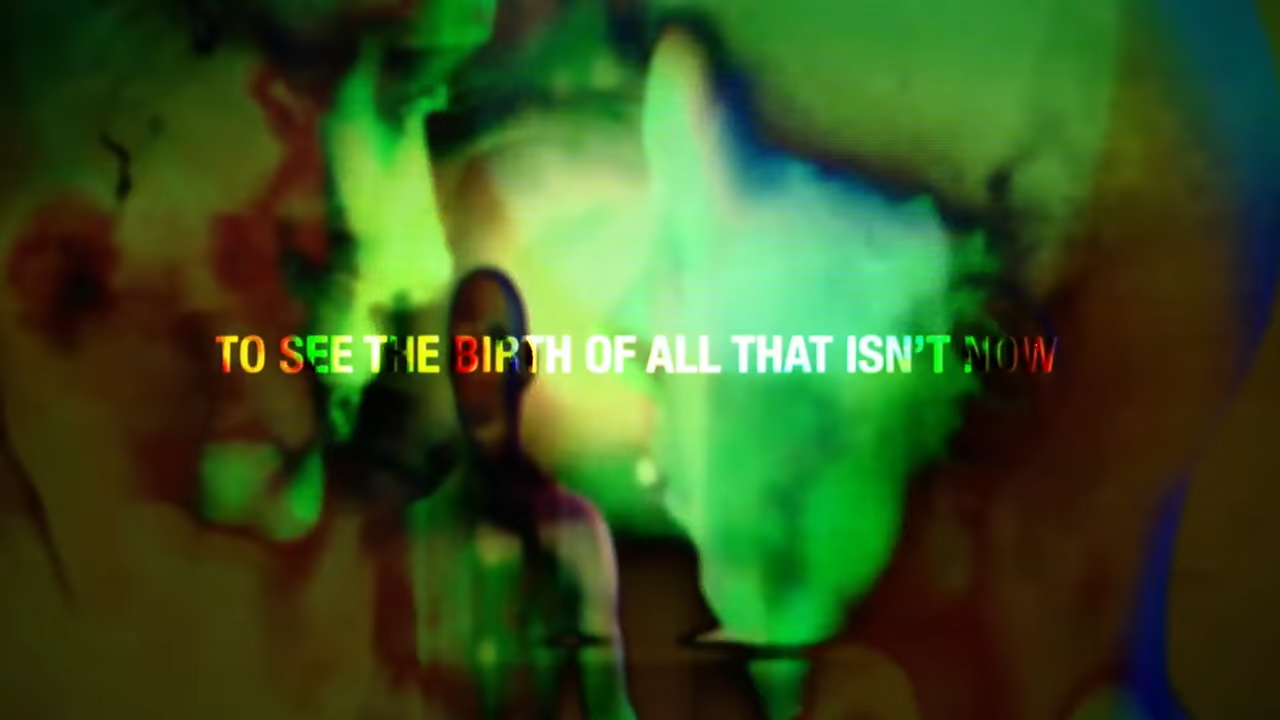 TO SEE THE BIRTH OF ALL THAT ISN’T NOW